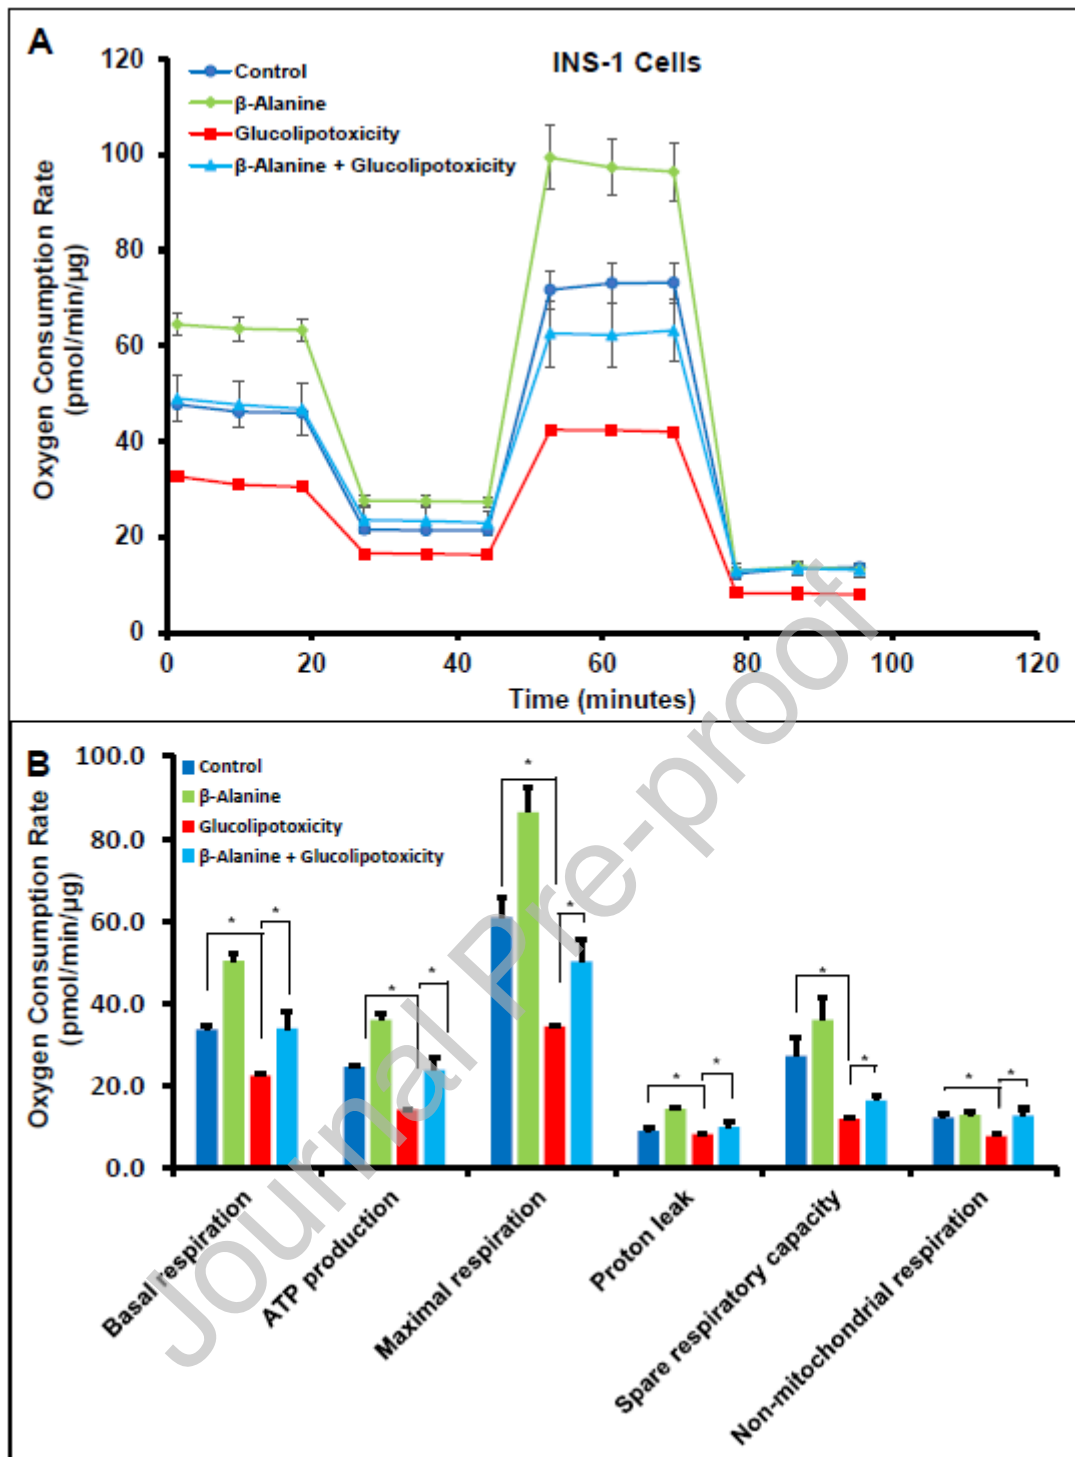 A
INS-1 Cells
Control
β-Alanine
Glucolipotoxicity
β-Alanine + Glucolipotoxicity
120
100
80
60
40
20
0
Oxygen Consumption Rate
(pmol/min/µg)
0 20 40 60 80 100 120
Time (minutes)
B
Control
β-Alanine
Glucolipotoxicity
β-Alanine + Glucolipotoxicity
100.0
80.0
60.0
40.0
20.0
0.0
Oxygen Consumption Rate
(pmol/min/µg)
* * * * * * * * * * * *
Basal respiration
ATP production
Maximal respiration
Proton leak
Spare respiratory capacity
Non-mitochondrial respiration
Journal Pre-proof